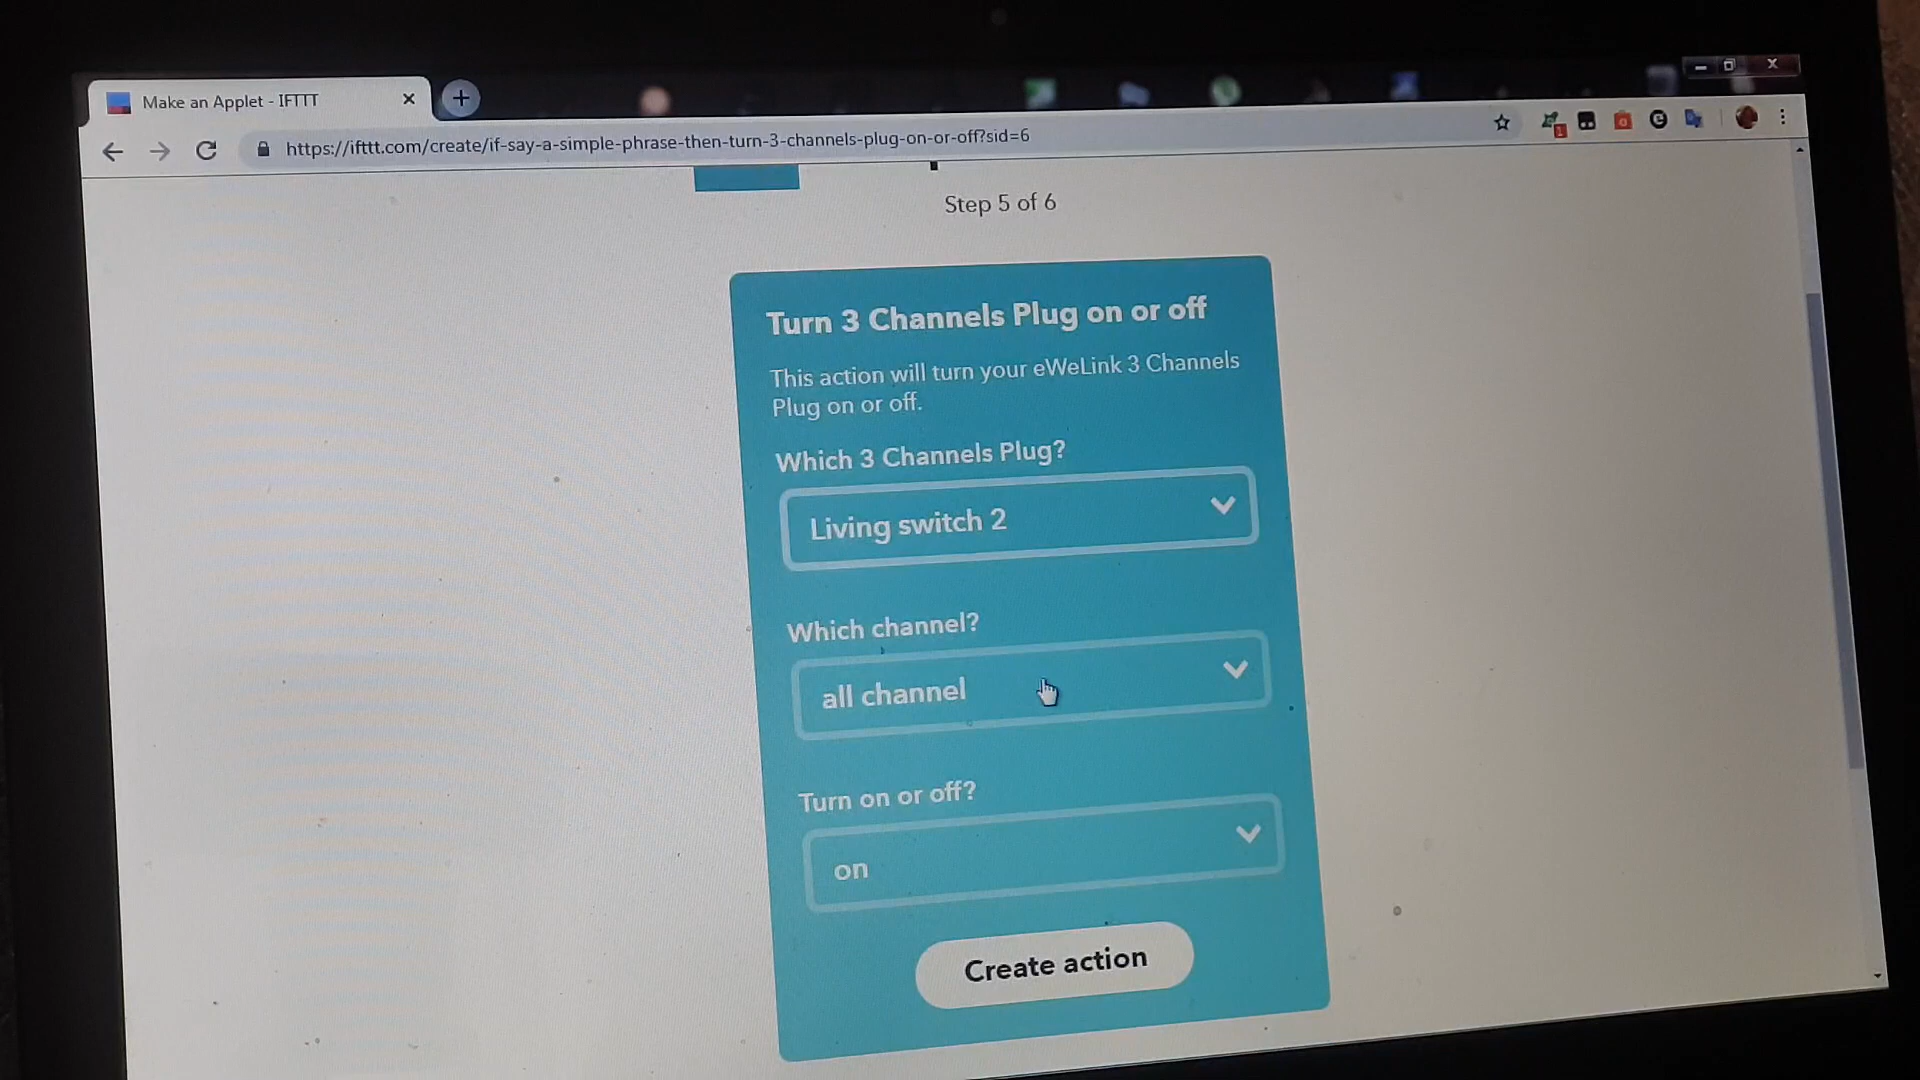 Make an Applet - IFTTT
https://ifttt.com/create/if-say-a-simple-phrase-then-turn-3-channels-plug-on-or-off?sid=6
Step 5 of 6
Turn 3 Channels Plug on or off
This action will turn your eWeLink 3 Channels
Plug on or off.
Which 3 Channels Plug?
Living switch 2
Which channel?
all channel
Turn on or off?
on
Create action